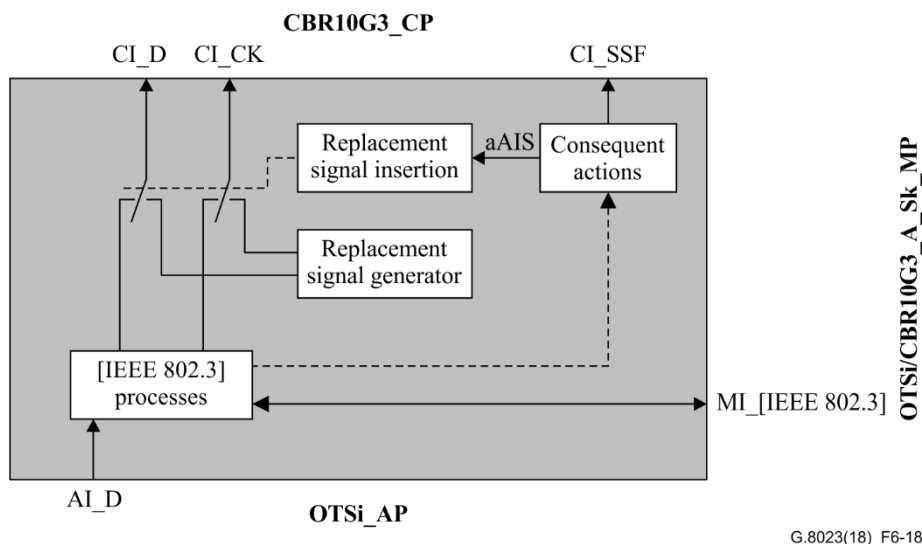 CBR10G3_CP
CI_D
CI_CK
CI_SSF
Replacement
signal insertion
aAIS
Consequent
actions
Replacement
signal generator
[IEEE 802.3]
processes
MI_[IEEE 802.3]
OTSi/CBR10G3_A_Sk_MP
AI_D
OTSi_AP
G.8023(18)_F6-18